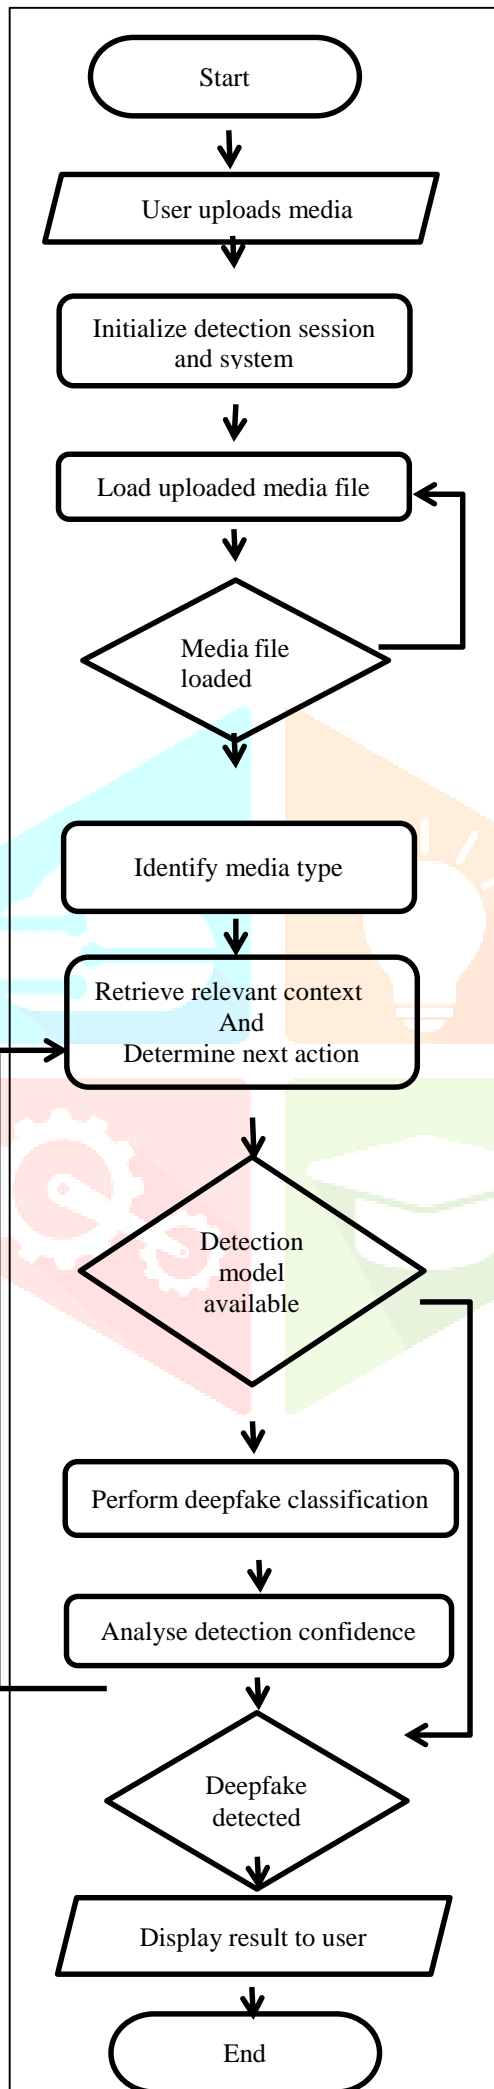 Start
User uploads media
Initialize detection session
and system
Load uploaded media file
Media file
loaded
Identify media type
Retrieve relevant context
And
Determine next action
Detection
model
available
Perform deepfake classification
Analyse detection confidence
Deepfake
detected
Display result to user
End